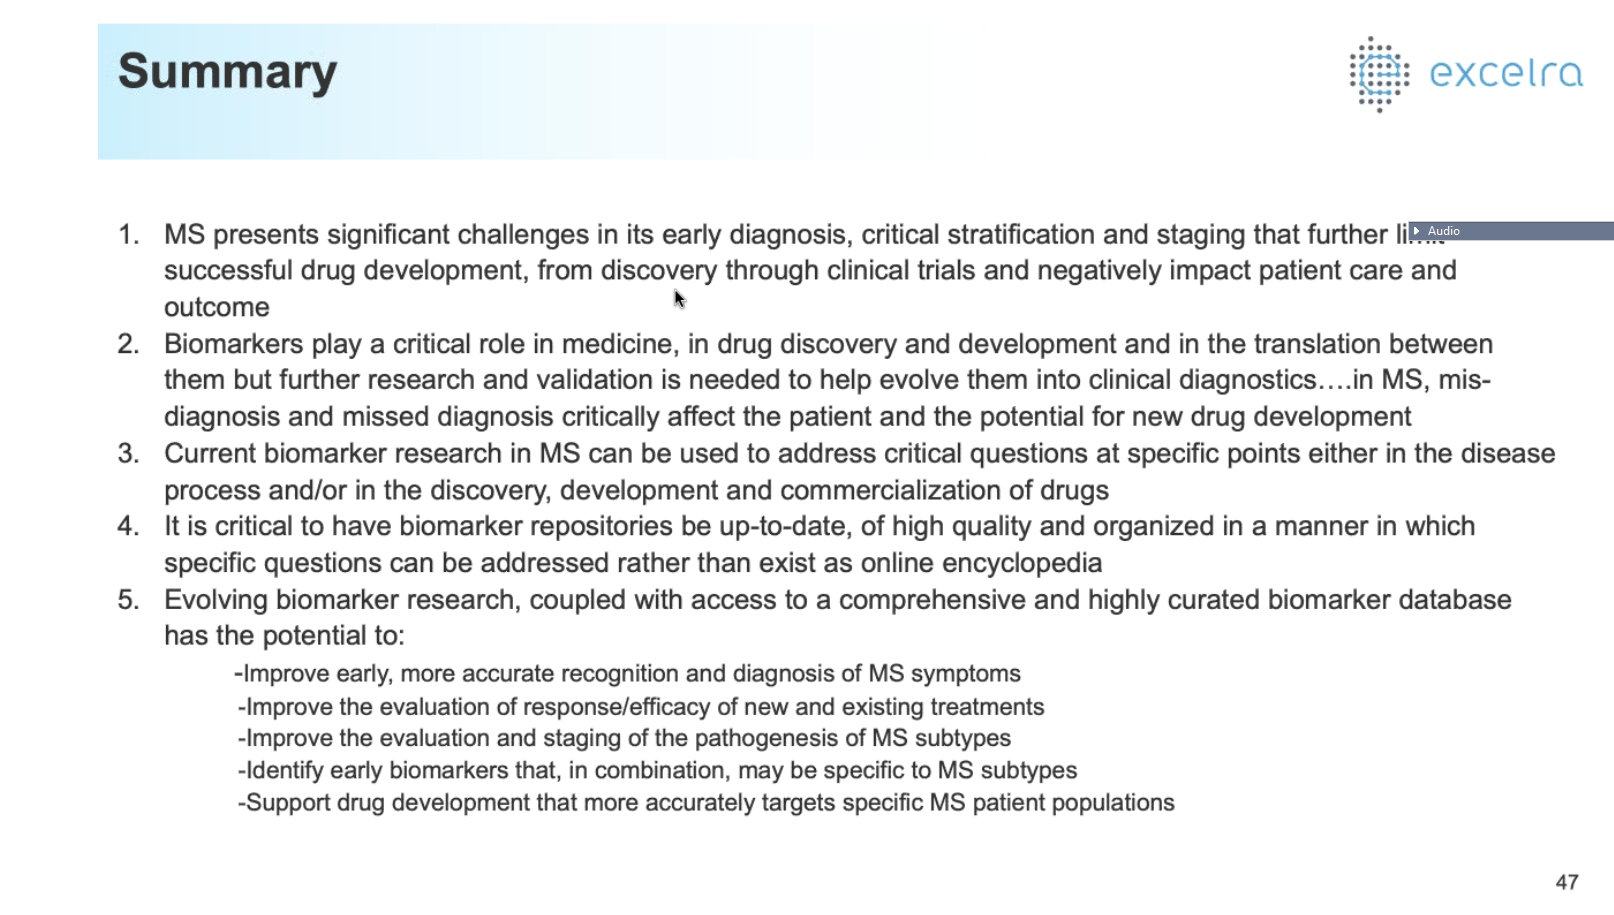 Summary
excelra
1. MS presents significant challenges in its early diagnosis, critical stratification and staging that further
Audio
successful drug development, from discovery through clinical trials and negatively impact patient care and
outcome
2. Biomarkers play a critical role in medicine, in drug discovery and development and in the translation between
them but further research and validation is needed to help evolve them into clinical diagnostics….in MS, mis-
diagnosis and missed diagnosis critically affect the patient and the potential for new drug development
3. Current biomarker research in MS can be used to address critical questions at specific points either in the disease
process and/or in the discovery, development and commercialization of drugs
4. It is critical to have biomarker repositories be up-to-date, of high quality and organized in a manner in which
specific questions can be addressed rather than exist as online encyclopedia
5. Evolving biomarker research, coupled with access to a comprehensive and highly curated biomarker database
has the potential to:
-Improve early, more accurate recognition and diagnosis of MS symptoms
-Improve the evaluation of response/efficacy of new and existing treatments
-Improve the evaluation and staging of the pathogenesis of MS subtypes
-Identify early biomarkers that, in combination, may be specific to MS subtypes
-Support drug development that more accurately targets specific MS patient populations
47